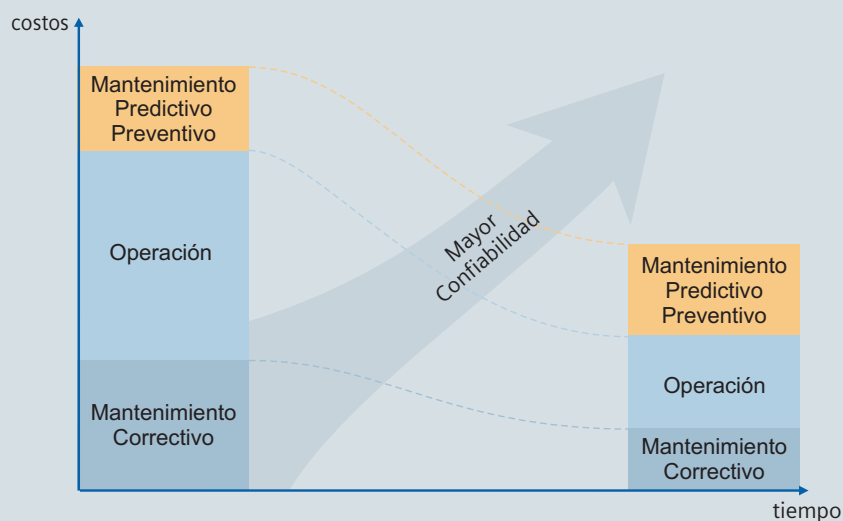 costos
Mantenimiento
Predictivo
Preventivo
Operación
Mantenimiento
Correctivo
Mayor
Confiabilidad
Mantenimiento
Predictivo
Preventivo
Operación
Mantenimiento
Correctivo
tiempo